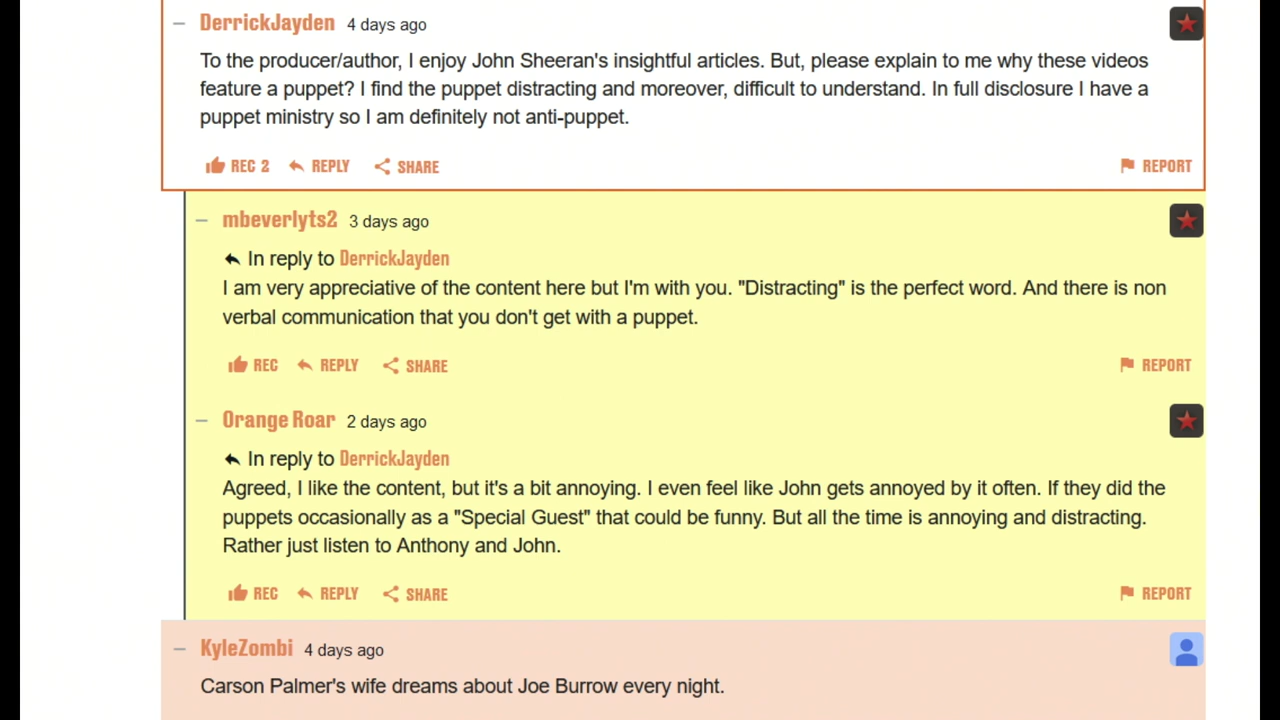 DerrickJayden 4 days ago
To the producer/author, I enjoy John Sheeran's insightful articles. But, please explain to me why these videos
feature a puppet? I find the puppet distracting and moreover, difficult to understand. In full disclosure I have a
puppet ministry so I am definitely not anti-puppet.
REC 2 REPLY SHARE REPORT
mbeverlyts2 3 days ago
In reply to DerrickJayden
I am very appreciative of the content here but I'm with you. "Distracting" is the perfect word. And there is non
verbal communication that you don't get with a puppet.
REC REPLY SHARE REPORT
Orange Roar 2 days ago
In reply to DerrickJayden
Agreed, I like the content, but it's a bit annoying. I even feel like John gets annoyed by it often. If they did the
puppets occasionally as a "Special Guest" that could be funny. But all the time is annoying and distracting.
Rather just listen to Anthony and John.
REC REPLY SHARE REPORT
KyleZombi 4 days ago
Carson Palmer's wife dreams about Joe Burrow every night.